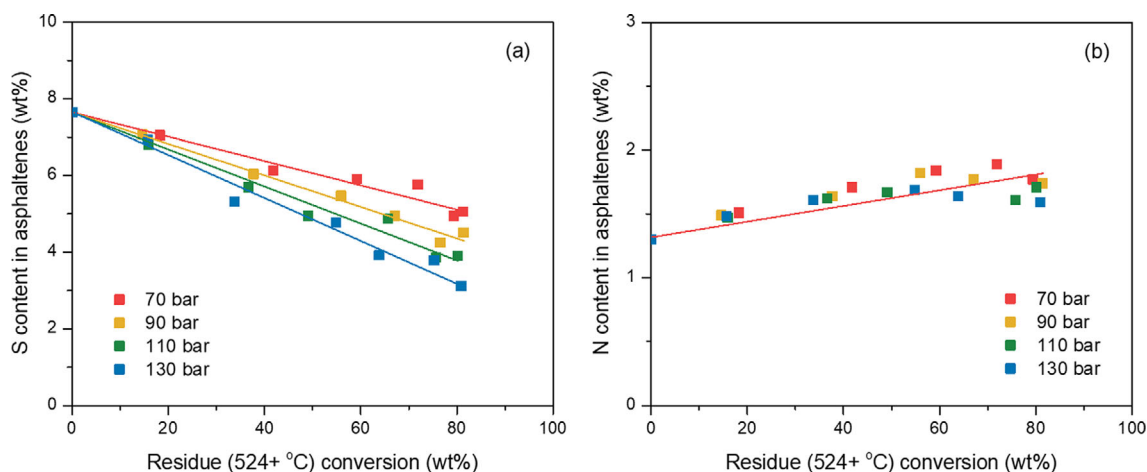 (a)
S content in asphaltenes (wt%)
10
8
6
4
2
0
70 bar
90 bar
110 bar
130 bar
0 20 40 60 80 100
Residue (524+ °C) conversion (wt%)
(b)
N content in asphaltenes (wt%)
3
2
1
0
70 bar
90 bar
110 bar
130 bar
0 20 40 60 80 100
Residue (524+ °C) conversion (wt%)